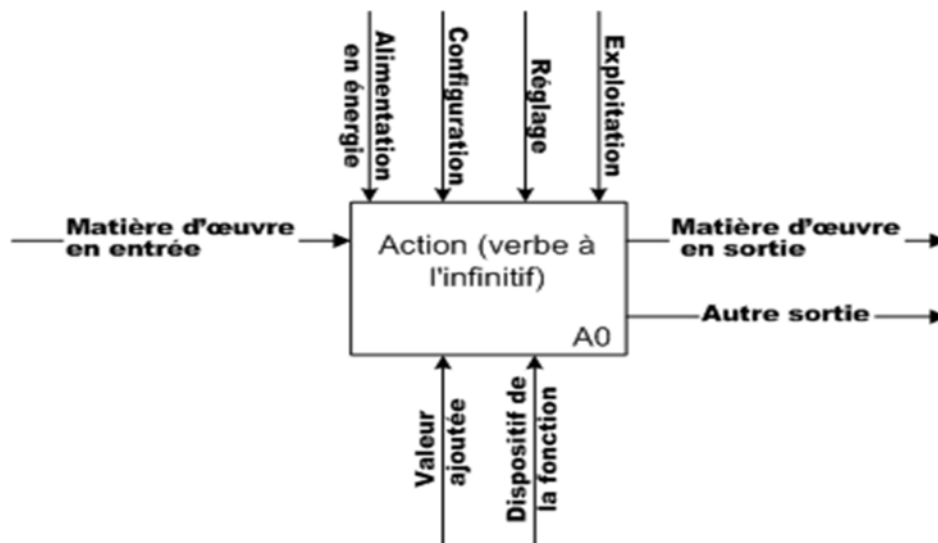 Alimentation
en énergie
Configuration
Réglage
Exploitation
Matière d'œuvre
en entrée
Action (verbe à
l'infinitif)
A0
Matière d'œuvre
en sortie
Autre sortie
Valeur
ajoutée
Dispositif de
la fonction